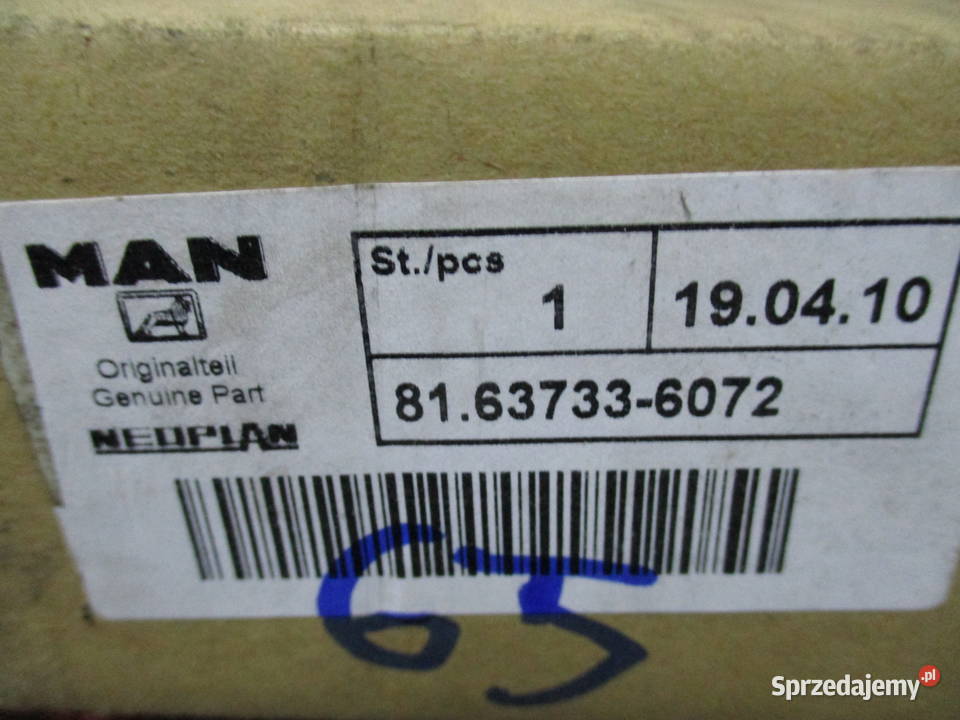 MAN
Originalteil
Genuine Part
NEOPLAN
St./pcs
1
19.04.10
81.63733-6072
65
Sprzedajemy.pl